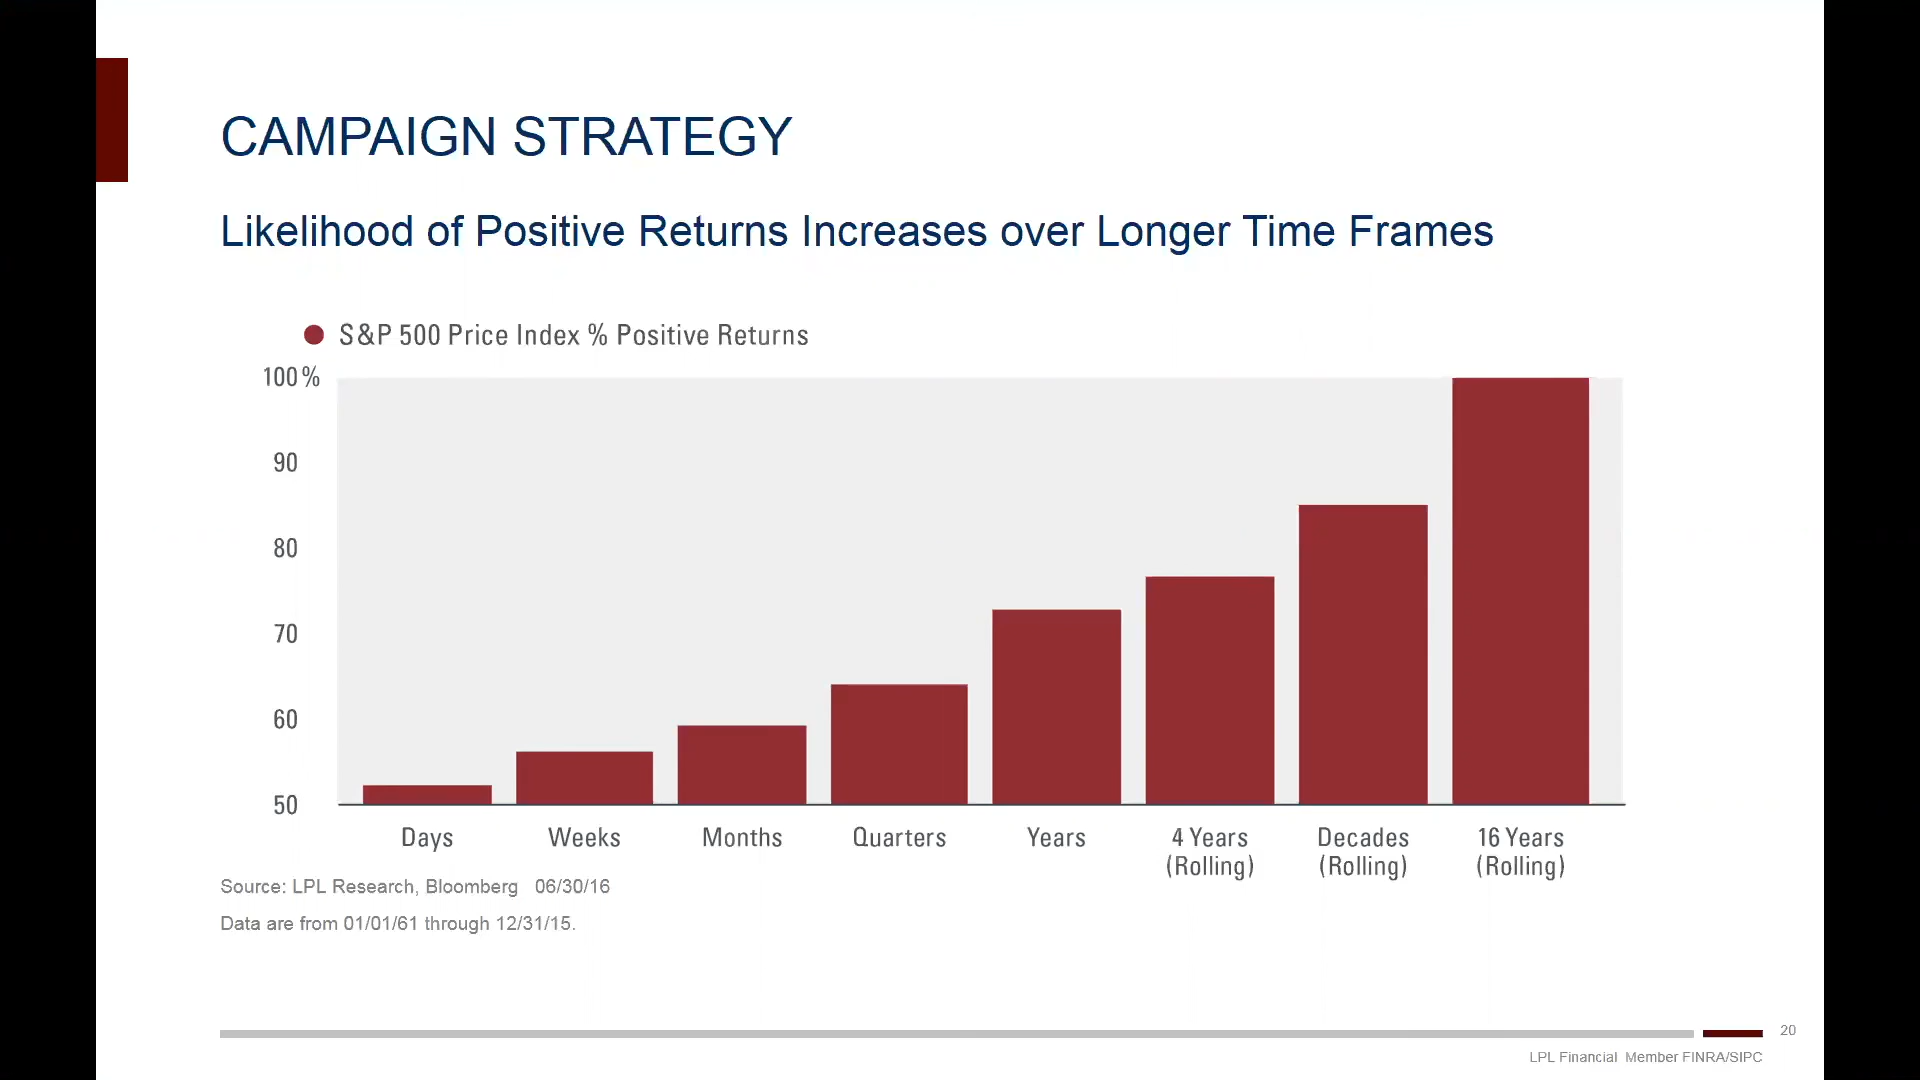 CAMPAIGN STRATEGY
Likelihood of Positive Returns Increases over Longer Time Frames
S&P 500 Price Index % Positive Returns
100%
90
80
70
60
50
Days Weeks Months Quarters Years 4 Years Decades 16 Years
(Rolling) (Rolling) (Rolling)
Source: LPL Research, Bloomberg 06/30/16
Data are from 01/01/61 through 12/31/15.
20
LPL Financial Member FINRA/SIPC